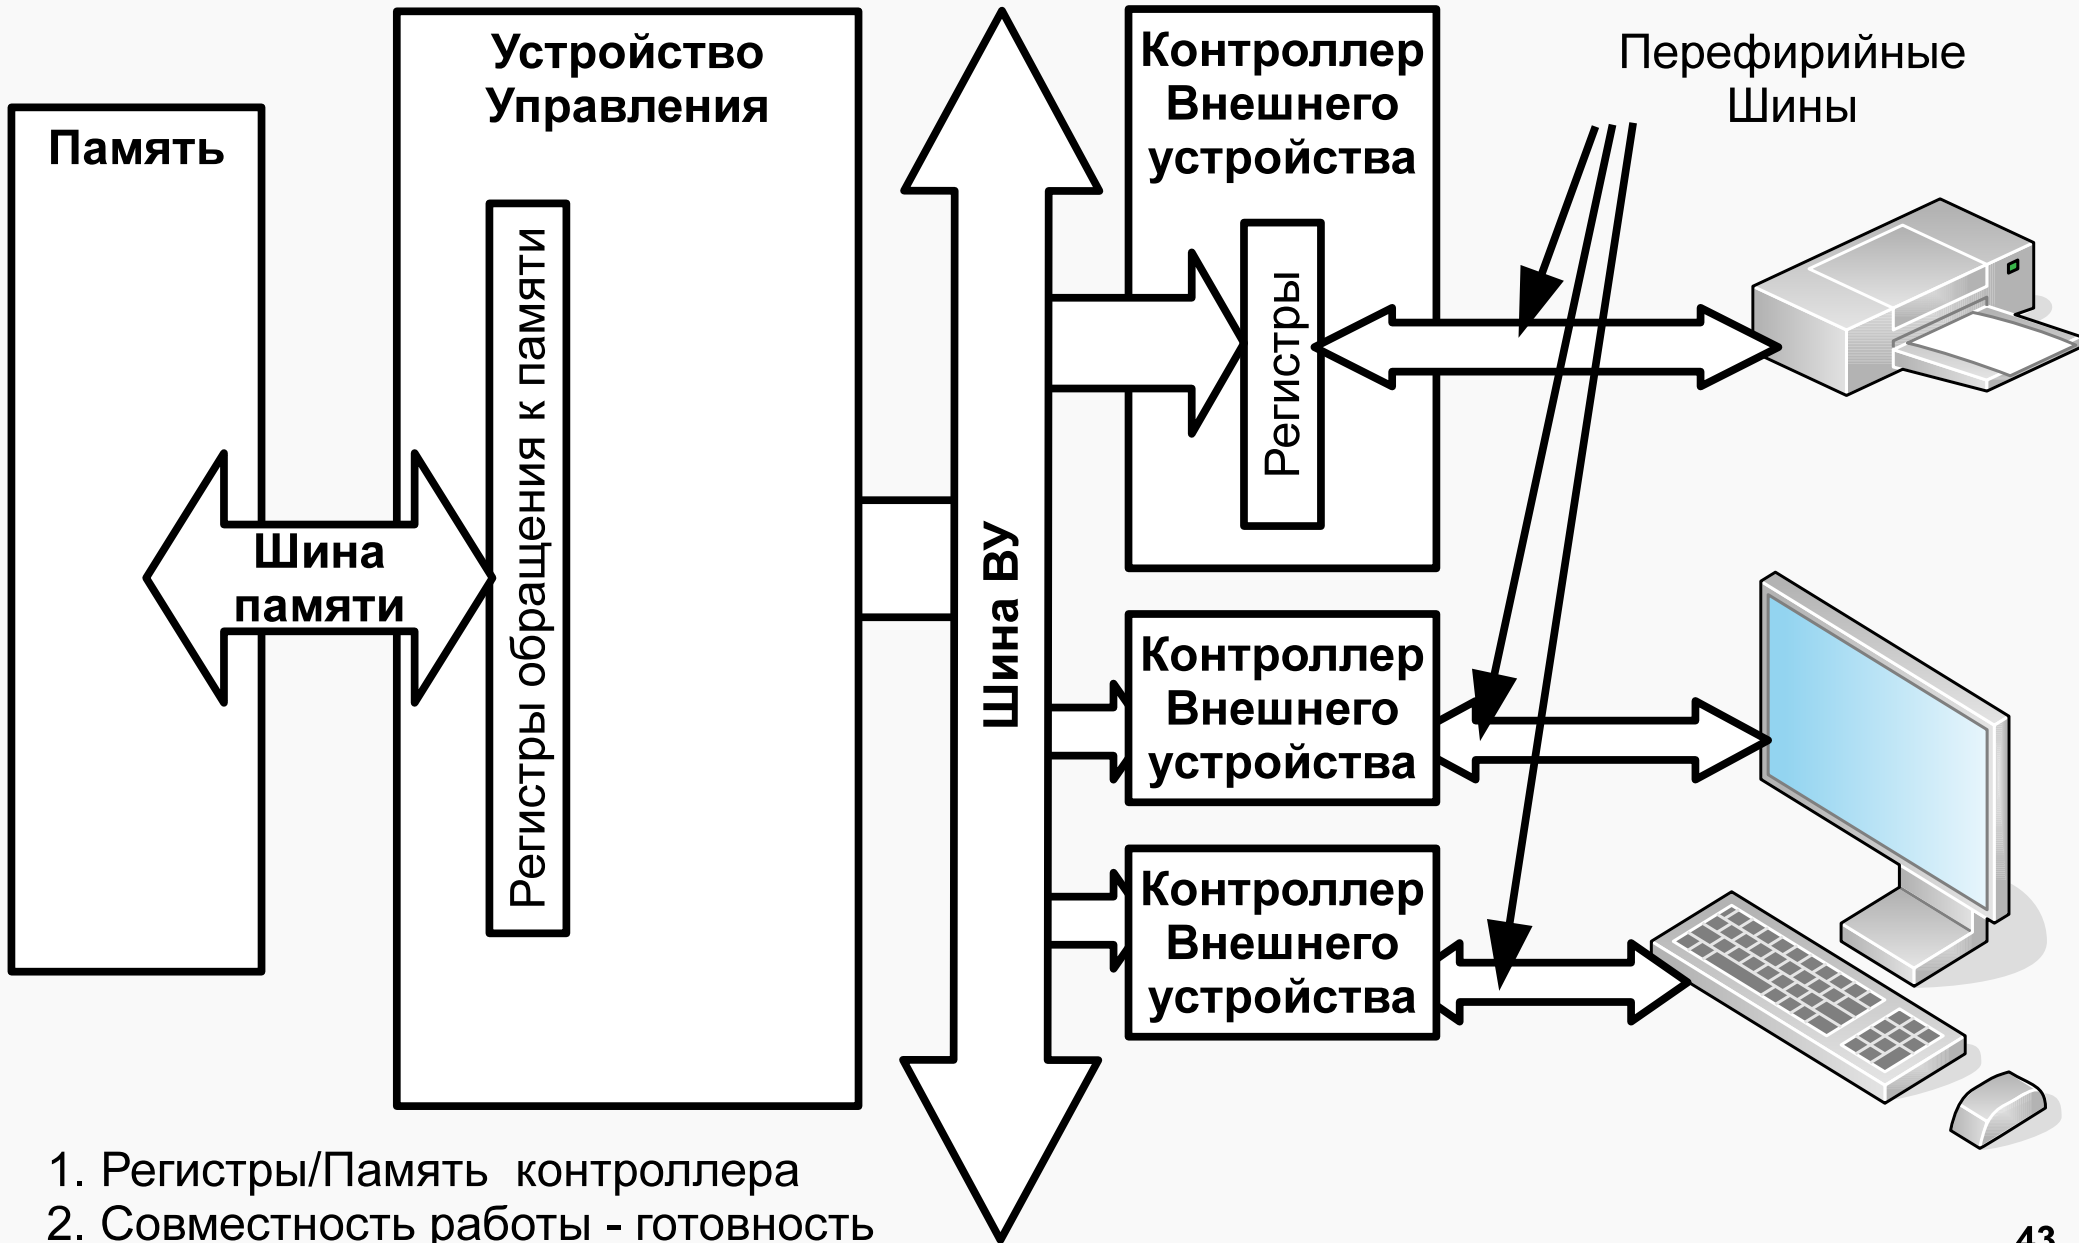 Память
Устройство
Управления
Регистры обращения к памяти
Шина
памяти
Шина ВУ
Контроллер
Внешнего
устройства
Регистры
Перефирийные
Шины
Контроллер
Внешнего
устройства
Контроллер
Внешнего
устройства
1. Регистры/Память контроллера
2. Совместность работы - готовность
43